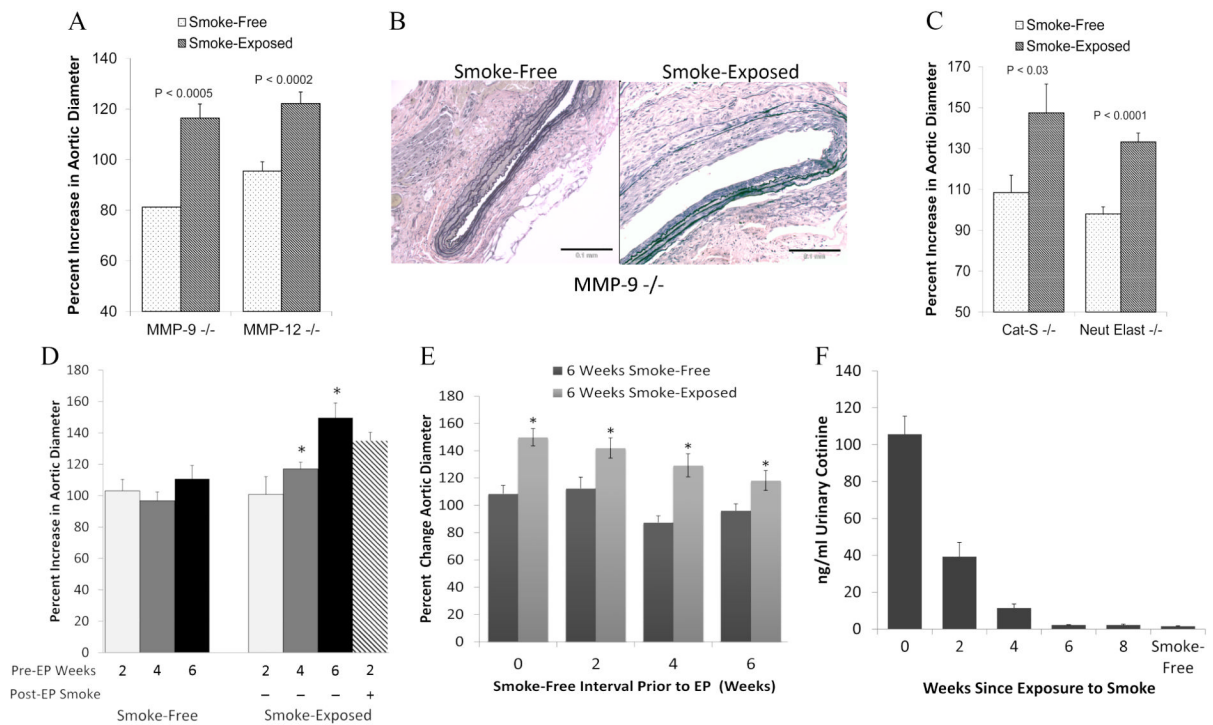 A
Smoke-Free
Smoke-Exposed
Percent Increase in Aortic Diameter
140
120
100
80
60
40
P < 0.0005
P < 0.0002
MMP-9 -/-
MMP-12 -/-
B
Smoke-Free
Smoke-Exposed
0.1 mm
0.1 mm
MMP-9 -/-
C
Smoke-Free
Smoke-Exposed
Percent Increase in Aortic Diameter
170
150
130
110
90
70
50
P < 0.03
P < 0.0001
Cat-S -/-
Neut Elast -/-
D
Percent Increase in Aortic Diameter
180
160
140
120
100
80
60
40
20
0
*
*
Pre-EP Weeks 2 4 6 2 4 6 2
Post-EP Smoke – – – +
Smoke-Free
Smoke-Exposed
E
6 Weeks Smoke-Free
6 Weeks Smoke-Exposed
Percent Change Aortic Diameter
180
160
140
120
100
80
60
40
20
0
* * * *
0 2 4 6
Smoke-Free Interval Prior to EP (Weeks)
F
ng/ml Urinary Cotinine
140
120
100
80
60
40
20
0
0 2 4 6 8 Smoke-
Free
Weeks Since Exposure to Smoke